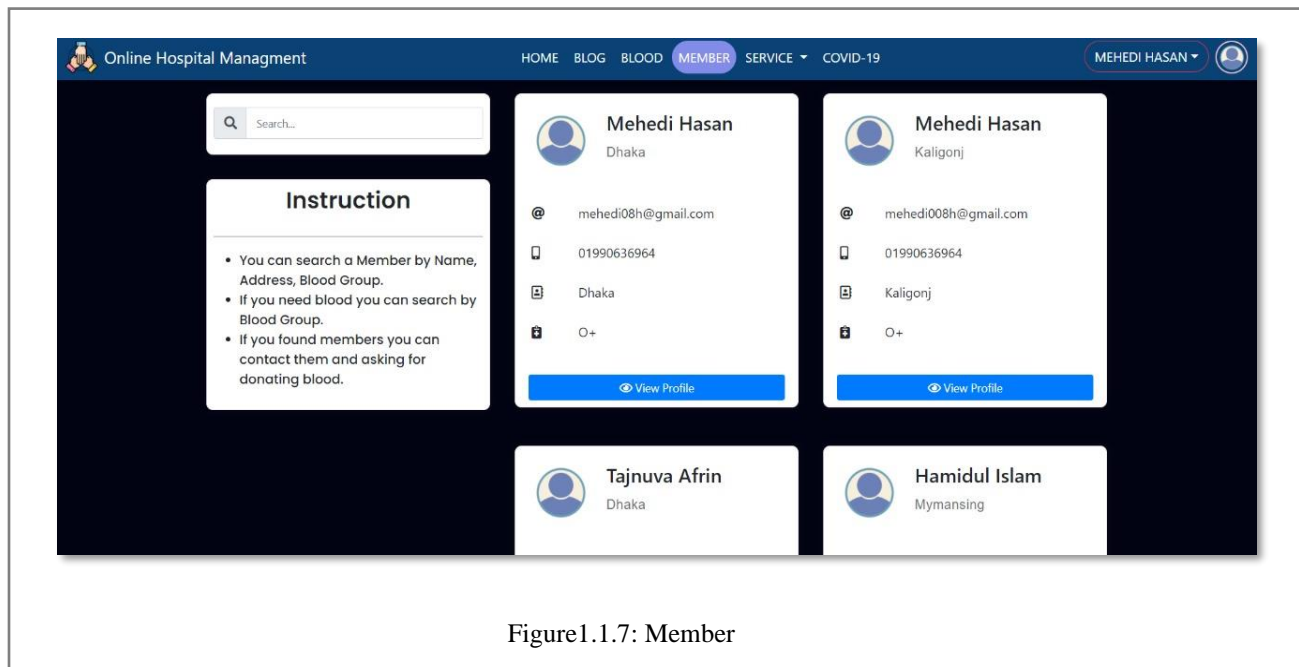 Online Hospital Managment
HOME BLOG BLOOD MEMBER SERVICE COVID-19
MEHEDI HASAN
Search...
Instruction
• You can search a Member by Name,
Address, Blood Group.
• If you need blood you can search by
Blood Group.
• If you found members you can
contact them and asking for
donating blood.
Mehedi Hasan
Dhaka
mehedi08h@gmail.com
01990636964
Dhaka
O+
View Profile
Mehedi Hasan
Kaligonj
mehedi008h@gmail.com
01990636964
Kaligonj
O+
View Profile
Tajnuva Afrin
Dhaka
Hamidul Islam
Mymansing
Figure1.1.7: Member